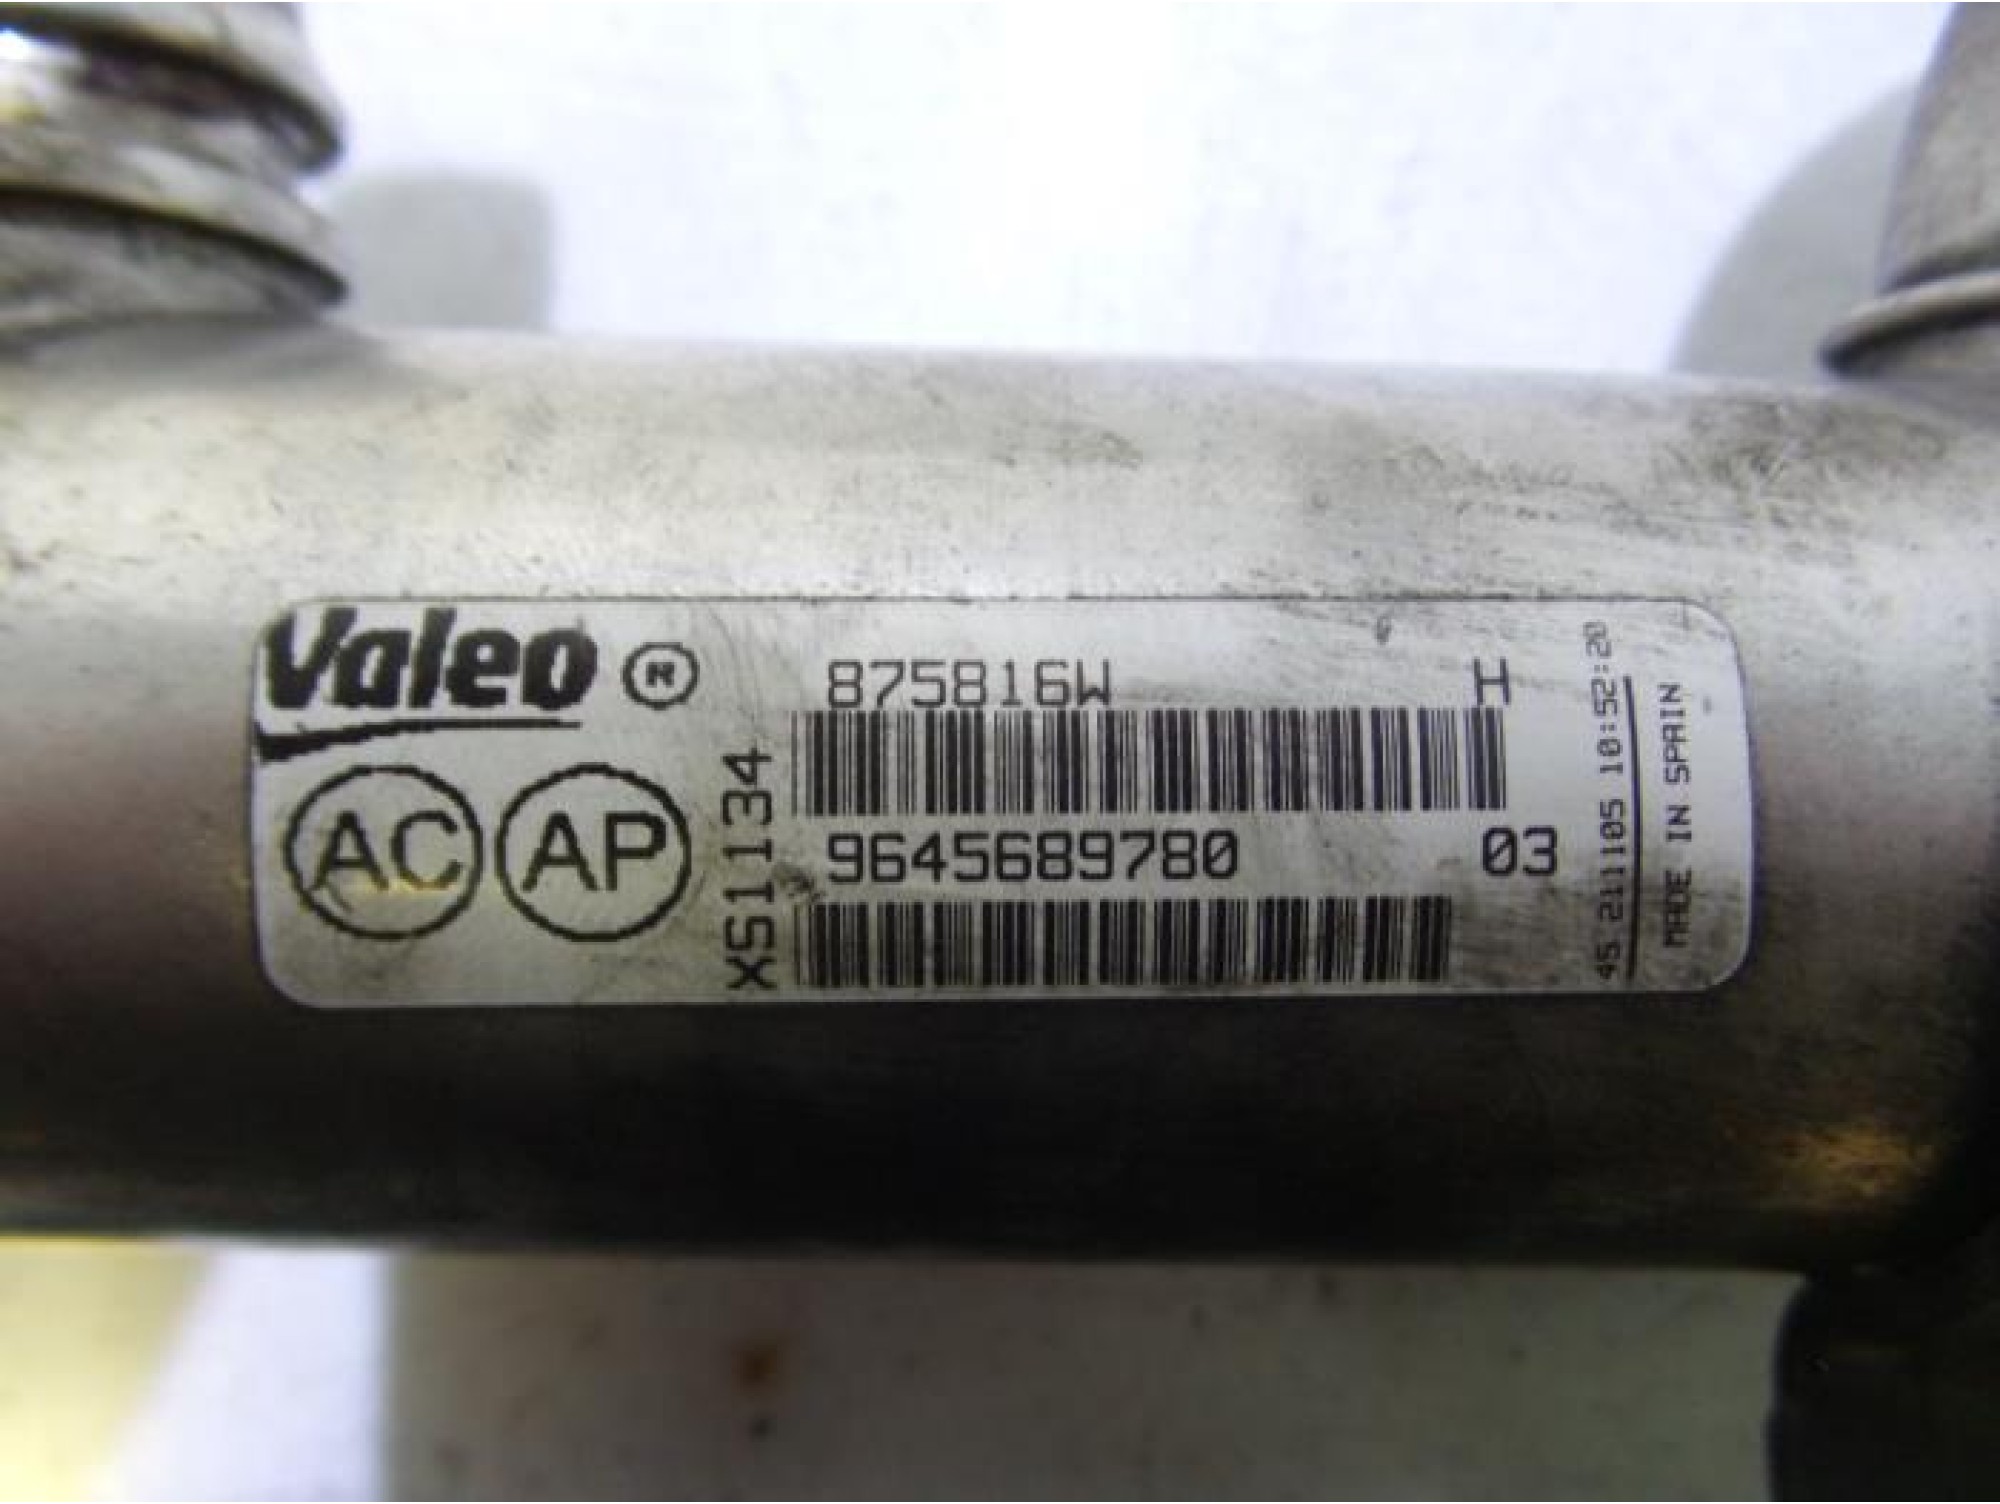 Valeo ®
875816W H
AC AP
XS1134
9645689780 03
45 211105 10:52:20
MADE IN SPAIN